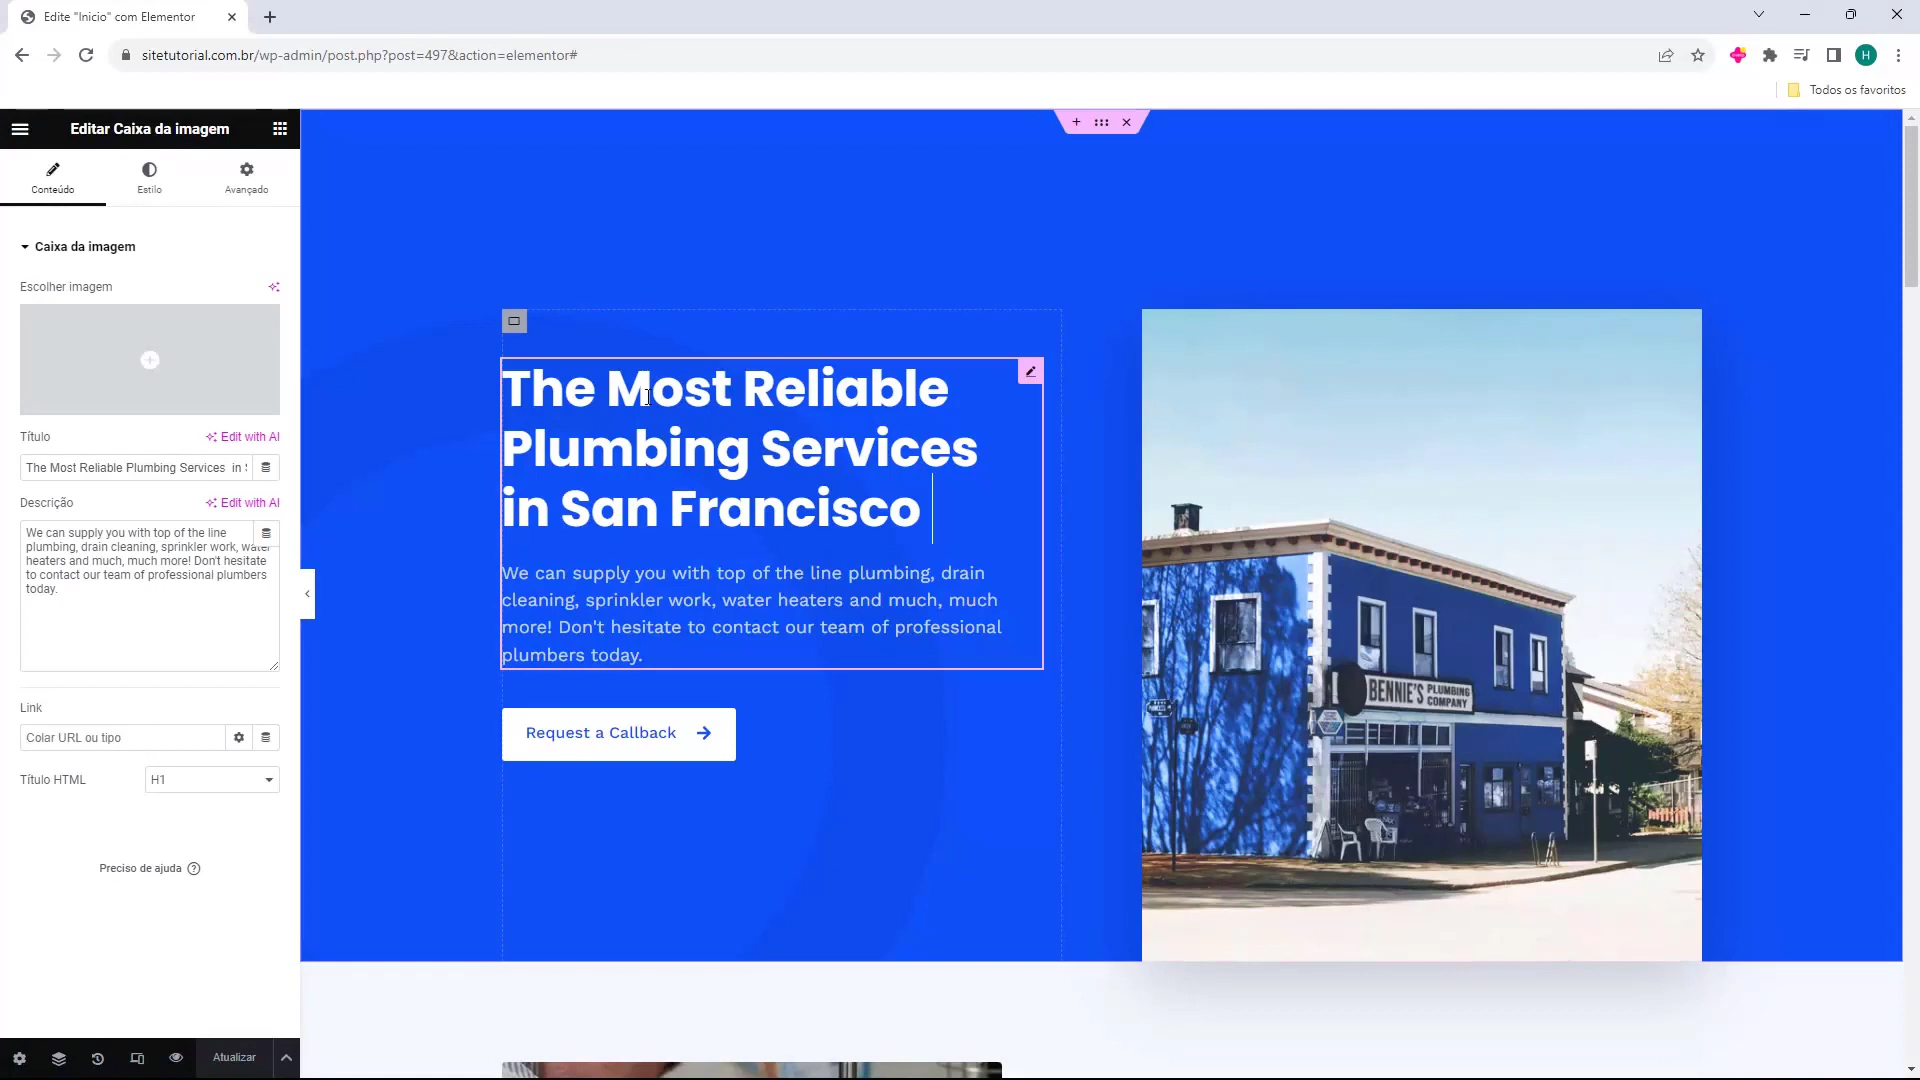 Edite "Inicio" com Elementor
sitetutorial.com.br/wp-admin/post.php?post=497&action=elementor#
H
Todos os favoritos
Editar Caixa da imagem
Conteúdo
Estilo
Avançado
Caixa da imagem
Escolher imagem
Título
Edit with AI
The Most Reliable Plumbing Services in
Descrição
Edit with AI
We can supply you with top of the line
plumbing, drain cleaning, sprinkler work, water
heaters and much, much more! Don't hesitate
to contact our team of professional plumbers
today.
Link
Colar URL ou tipo
Título HTML
H1
Preciso de ajuda
Atualizar
The Most Reliable
Plumbing Services
in San Francisco
We can supply you with top of the line plumbing, drain
cleaning, sprinkler work, water heaters and much, much
more! Don't hesitate to contact our team of professional
plumbers today.
Request a Callback
BENNIE'S PLUMBING
COMPANY